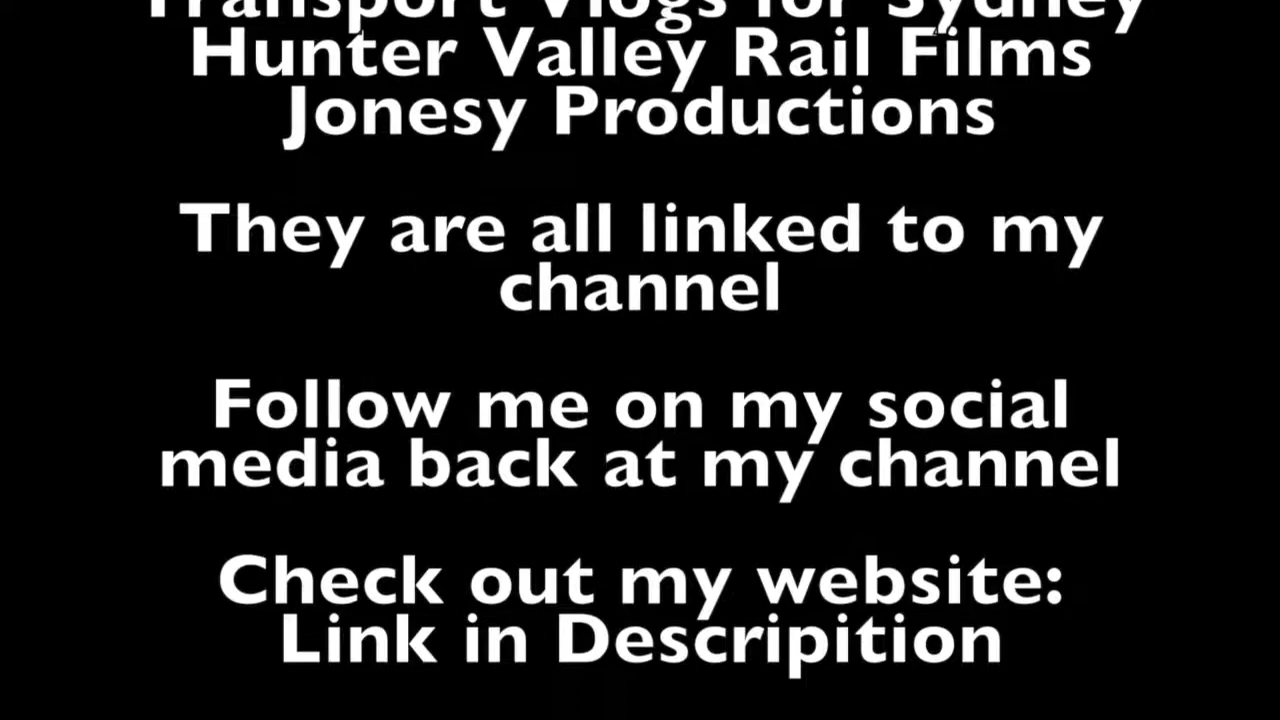 Transport Vlogs for Sydney
Hunter Valley Rail Films
Jonesy Productions
They are all linked to my
channel
Follow me on my social
media back at my channel
Check out my website:
Link in Descripition